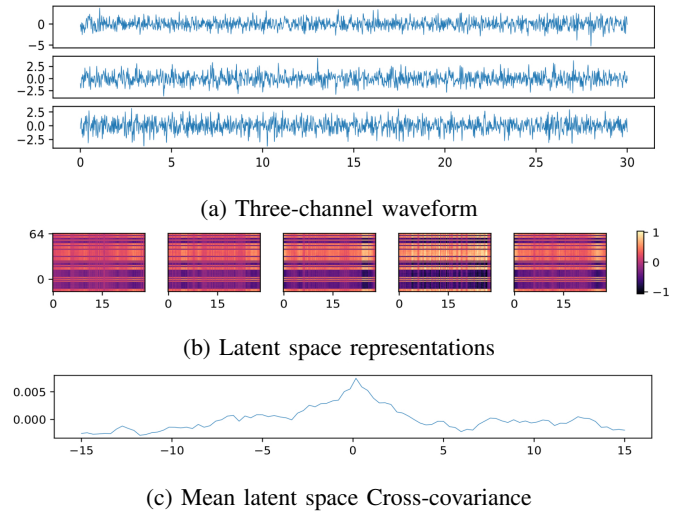 0
−5
2.5
0.0
−2.5
2.5
0.0
−2.5
0 5 10 15 20 25 30
(a) Three-channel waveform
64
0
0 15 0 15 0 15 0 15 0 15
1
0
−1
(b) Latent space representations
0.005
0.000
−15 −10 −5 0 5 10 15
(c) Mean latent space Cross-covariance